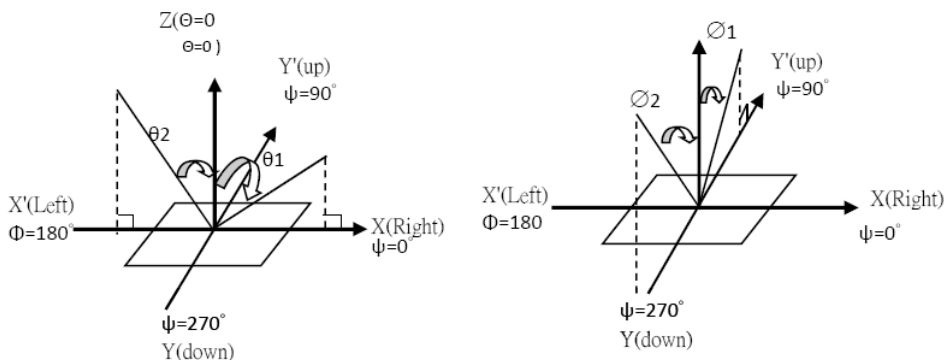 Z(Θ=0
Θ=0 )
Y'(up)
ψ=90°
θ2
θ1
X'(Left)
Φ=180°
X(Right)
ψ=0°
ψ=270°
Y(down)
∅1
Y'(up)
ψ=90°
∅2
X'(Left)
Φ=180
X(Right)
ψ=0°
ψ=270°
Y(down)